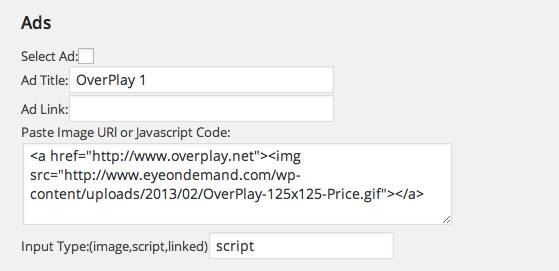 Ads
Select Ad:
Ad Title: OverPlay 1
Ad Link:
Paste Image URI or Javascript Code:
<a href="http://www.overplay.net"><img
src="http://www.eyeondemand.com/wp-
content/uploads/2013/02/OverPlay-125x125-Price.gif"></a>
Input Type:(image,script,linked) script